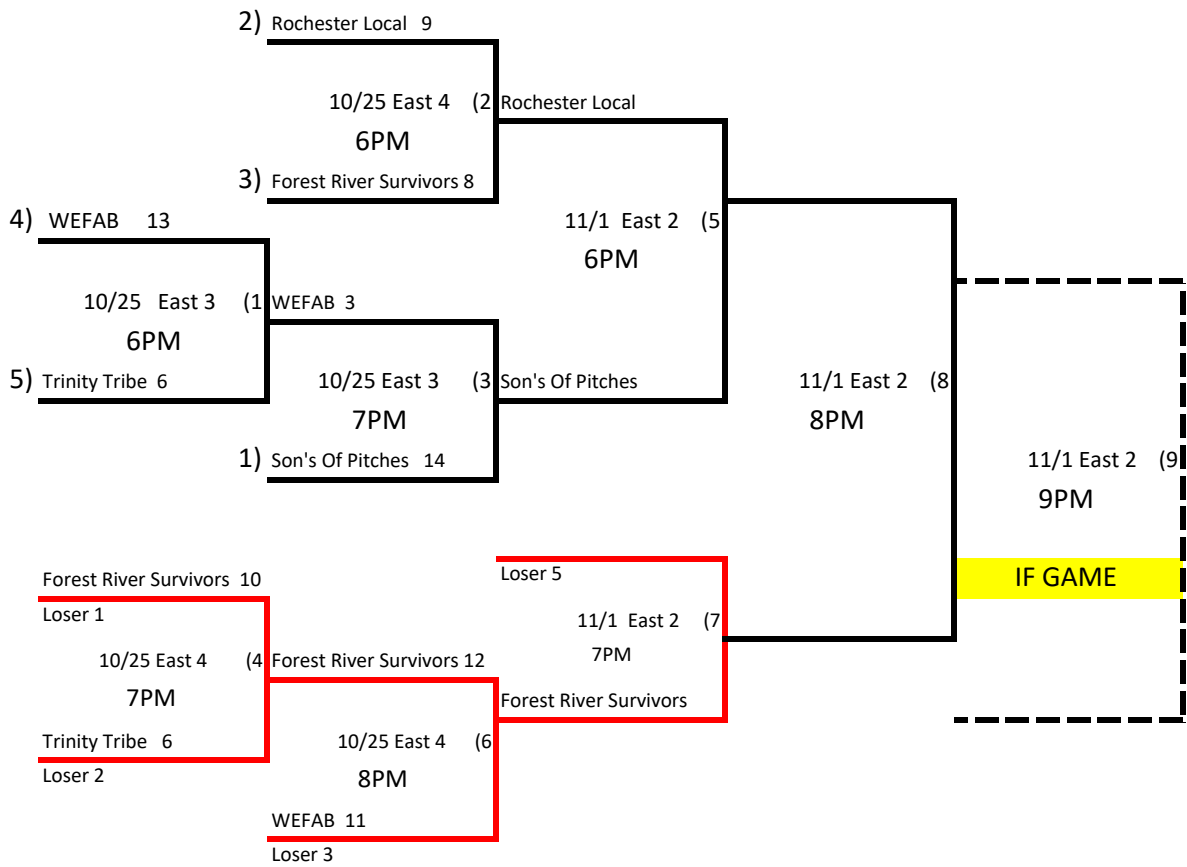 2) Rochester Local 9
10/25 East 4 (2 Rochester Local
6PM
3) Forest River Survivors 8
4) WEFAB 13
11/1 East 2 (5
6PM
10/25 East 3 (1 WEFAB 3
6PM
5) Trinity Tribe 6
10/25 East 3 (3 Son's Of Pitches
7PM
11/1 East 2 (8
8PM
1) Son's Of Pitches 14
11/1 East 2 (9
9PM
Forest River Survivors 10
Loser 1
Loser 5
IF GAME
11/1 East 2 (7
7PM
10/25 East 4 (4 Forest River Survivors 12
7PM
Forest River Survivors
Trinity Tribe 6
Loser 2
10/25 East 4 (6
8PM
WEFAB 11
Loser 3